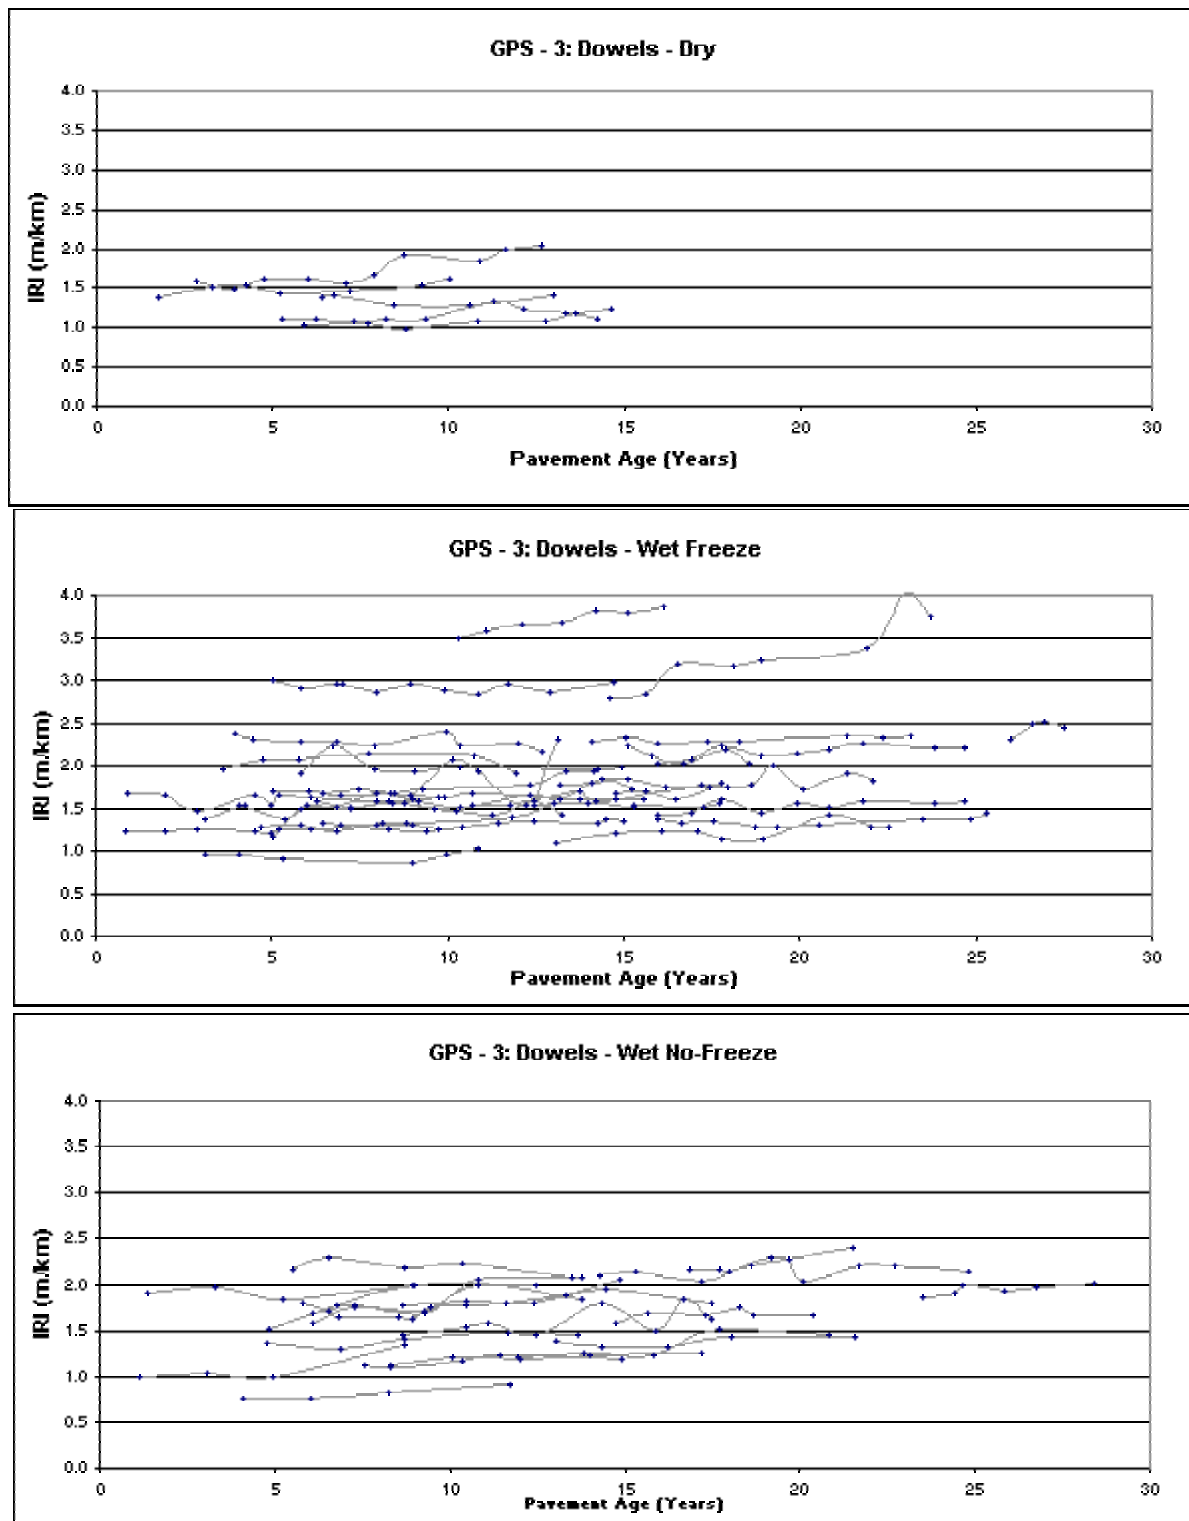 GPS - 3: Dowels - Dry
4.0
3.5
3.0
2.5
2.0
1.5
1.0
0.5
0.0
IRI (m/km)
0 5 10 15 20 25 30
Pavement Age (Years)
GPS - 3: Dowels - Wet Freeze
4.0
3.5
3.0
2.5
2.0
1.5
1.0
0.5
0.0
IRI (m/km)
0 5 10 15 20 25 30
Pavement Age (Years)
GPS - 3: Dowels - Wet No-Freeze
4.0
3.5
3.0
2.5
2.0
1.5
1.0
0.5
0.0
IRI (m/km)
0 5 10 15 20 25 30
Pavement Age (Years)